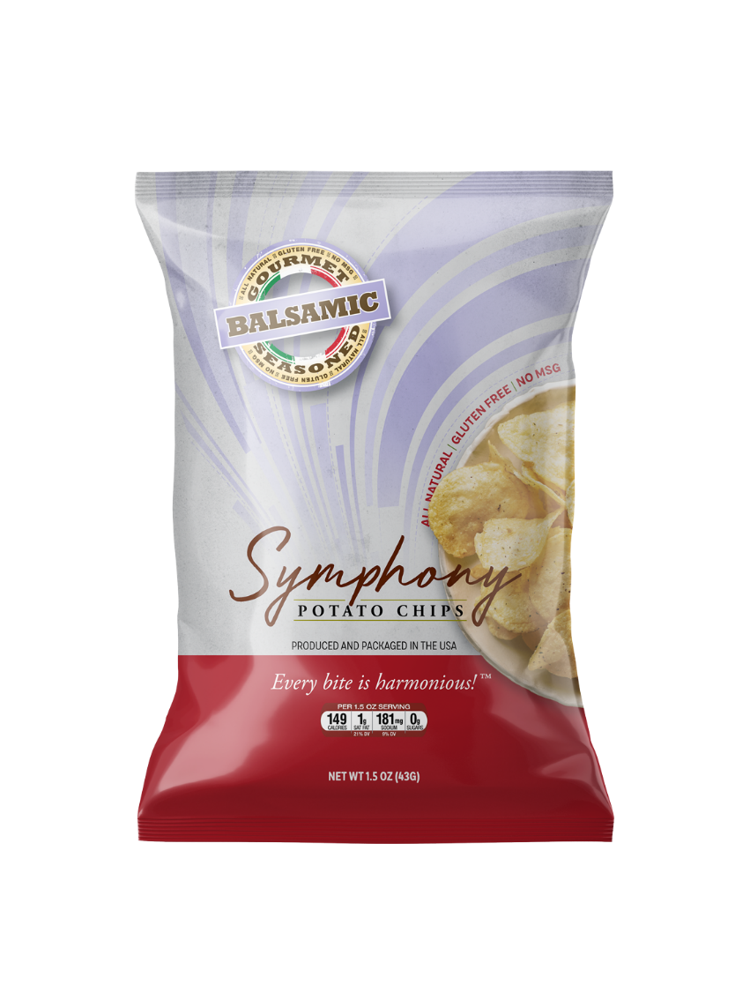 ALL NATURAL GLUTEN FREE NO MSG
GOURMET
BALSAMIC
SEASONED
ALL NATURAL GLUTEN FREE NO MSG
ALL NATURAL | GLUTEN FREE | NO MSG
Symphony
POTATO CHIPS
PRODUCED AND PACKAGED IN THE USA
Every bite is harmonious!™
PER 1.5 OZ SERVING
149 1g 181mg 0g
CALORIES SAT FAT SODIUM SUGARS
21% DV 9% DV
NET WT 1.5 OZ (43G)